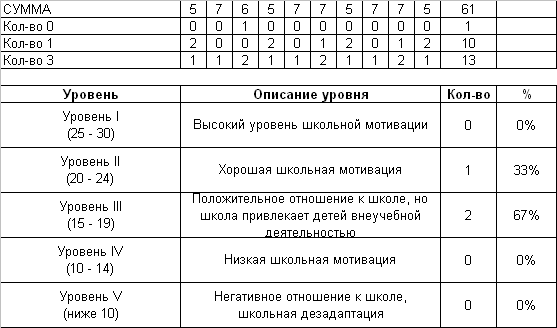 СУММА 5 7 6 5 7 7 5 7 7 5 61
Кол-во 0 0 0 1 0 0 0 0 0 0 0 1
Кол-во 1 2 0 0 2 0 1 2 0 1 2 10
Кол-во 3 1 1 2 1 1 2 1 1 2 1 13
Уровень Описание уровня Кол-во %
Уровень I
(25 - 30) Высокий уровень школьной мотивации 0 0%
Уровень II
(20 - 24) Хорошая школьная мотивация 1 33%
Уровень III
(15 - 19) Положительное отношение к школе, но
школа привлекает детей внеучебной
деятельностью 2 67%
Уровень IV
(10 - 14) Низкая школьная мотивация 0 0%
Уровень V
(ниже 10) Негативное отношение к школе,
школьная дезадаптация 0 0%